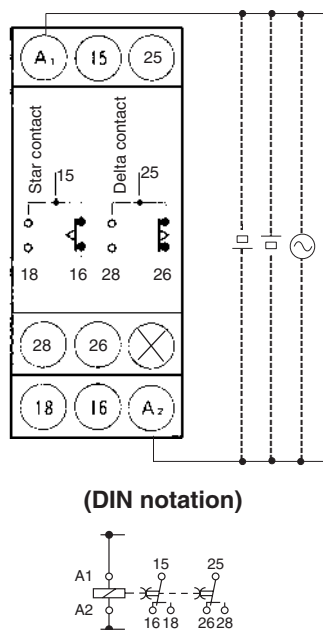 A1 15 25
Star contact
15
Delta contact
25
18 16 28 26
28 26
18 16 A2
(DIN notation)
15 25
A1
A2
16 18 26 28